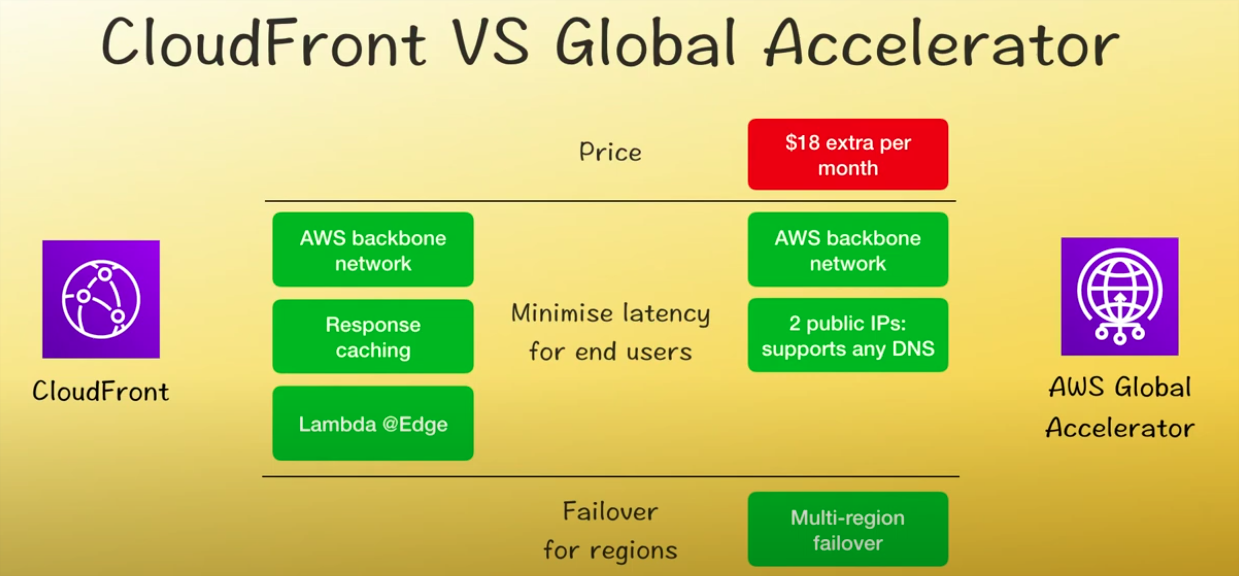 CloudFront VS Global Accelerator
Price
$18 extra per
month
AWS backbone
network
Response
caching
Lambda @Edge
Minimise latency
for end users
AWS backbone
network
2 public IPs:
supports any DNS
CloudFront
AWS Global
Accelerator
Failover
for regions
Multi-region
failover